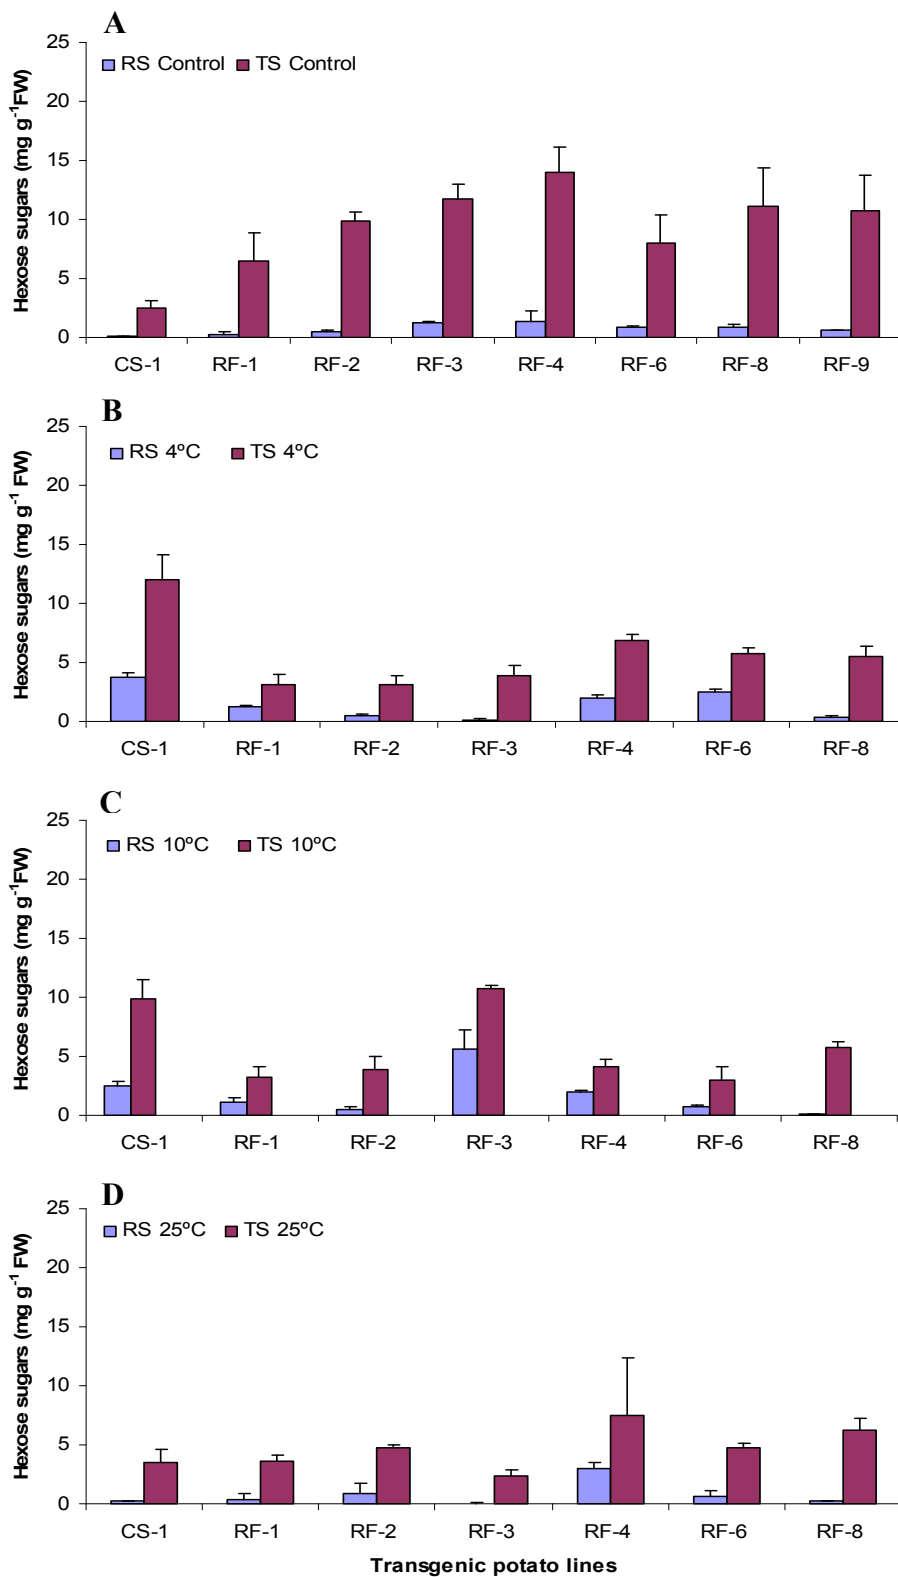 A
RS Control TS Control
Hexose sugars (mg g⁻¹FW)
25
20
15
10
5
0
CS-1 RF-1 RF-2 RF-3 RF-4 RF-6 RF-8 RF-9
B
RS 4ºC TS 4ºC
Hexose sugars (mg g⁻¹ FW)
25
20
15
10
5
0
CS-1 RF-1 RF-2 RF-3 RF-4 RF-6 RF-8
C
RS 10ºC TS 10ºC
Hexose sugars (mg g⁻¹FW)
25
20
15
10
5
0
CS-1 RF-1 RF-2 RF-3 RF-4 RF-6 RF-8
D
RS 25ºC TS 25ºC
Hexose sugars (mg g⁻¹ FW)
25
20
15
10
5
0
CS-1 RF-1 RF-2 RF-3 RF-4 RF-6 RF-8
Transgenic potato lines